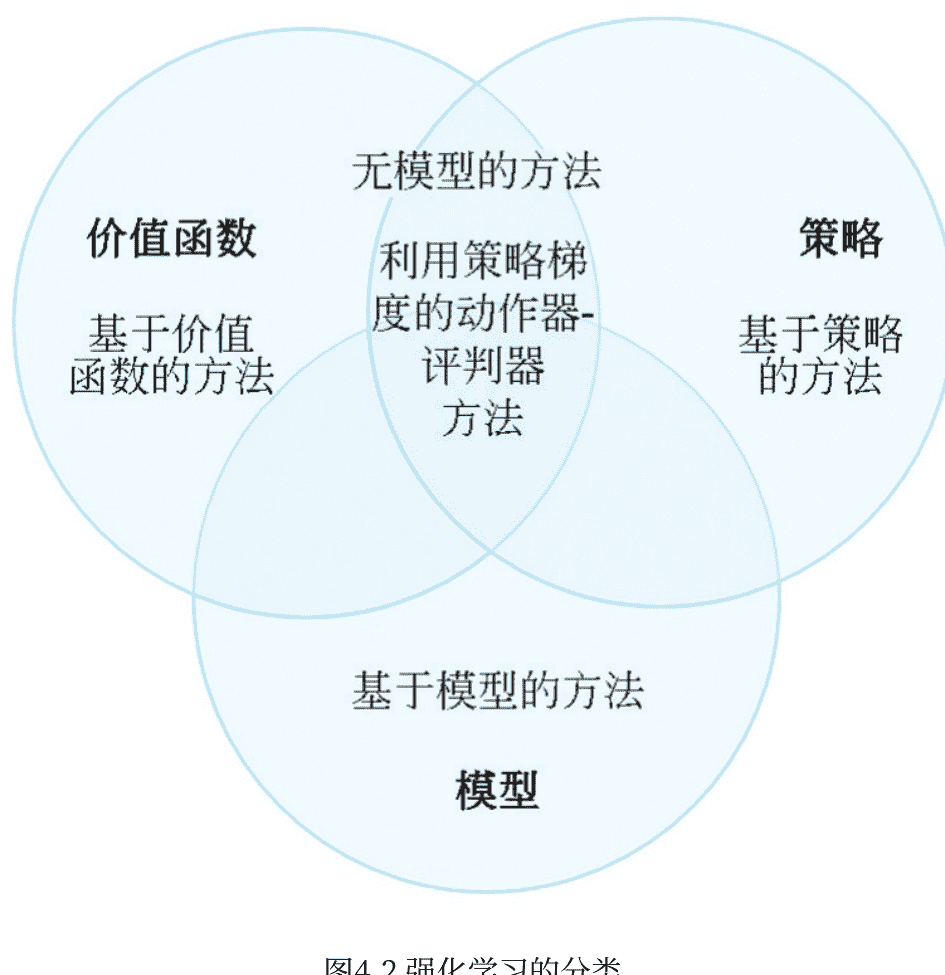 无模型的方法
价值函数
策略
利用策略梯
度的动作器-
评判器
方法
基于价值
函数的方法
基于策略
的方法
基于模型的方法
模型
图4.2 强化学习的分类